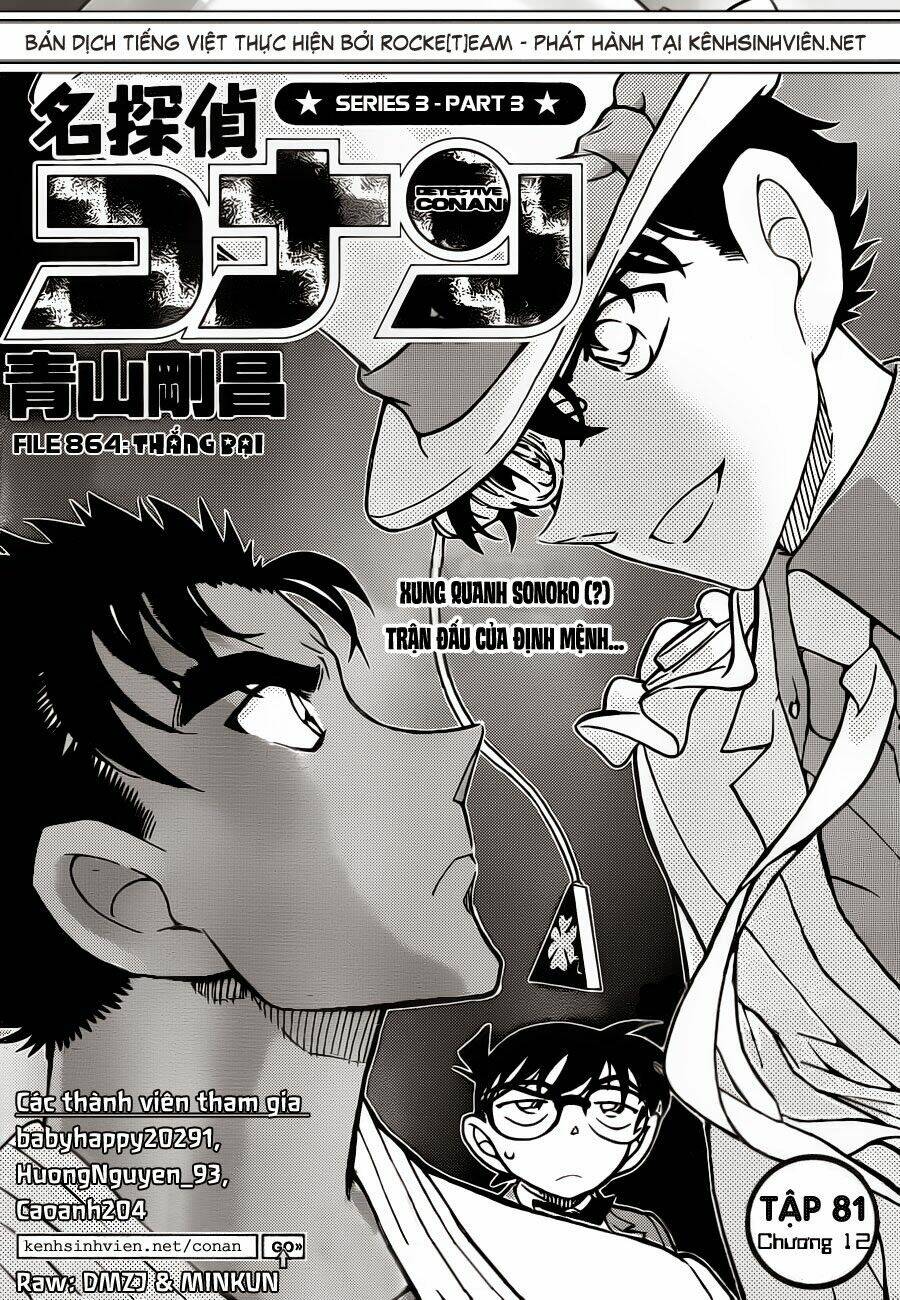 BẢN DỊCH TIẾNG VIỆT THỰC HIỆN BỞI ROCKE[T]EAM - PHÁT HÀNH TẠI KÊNHSINHVIÊN.NET
★ SERIES 3 - PART 3 ★
名探偵
コナン
DETECTIVE
CONAN
青山剛昌
FILE 864: THẮNG BẠI
XUNG QUANH SONOKO (?)
TRẬN ĐẤU CỦA ĐỊNH MỆNH...
Các thành viên tham gia
babyhappy20291,
HuongNguyen_93,
Caoanh204
kenhsinhvien.net/conan GO»
Raw: DMZJ & MINKUN
TẬP 81
Chương 12